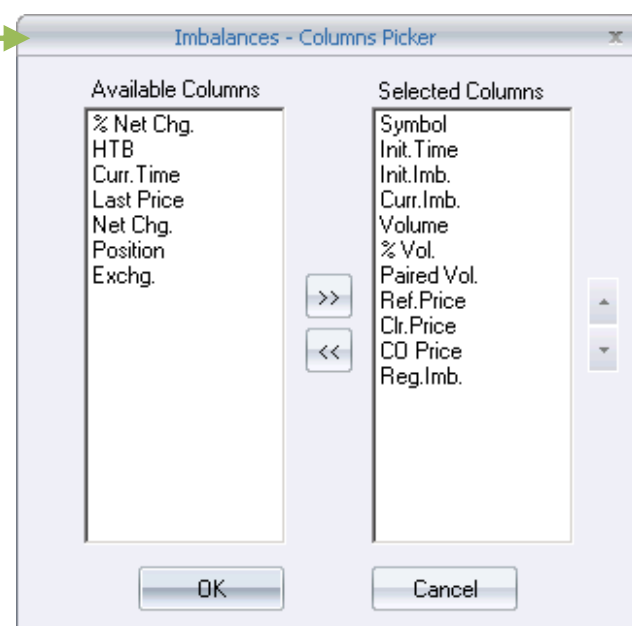 Imbalances - Columns Picker
x
Available Columns
% Net Chg.
HTB
Curr.Time
Last Price
Net Chg.
Position
Exchg.
>>
<<
Selected Columns
Symbol
Init.Time
Init.Imb.
Curr.Imb.
Volume
% Vol.
Paired Vol.
Ref.Price
Clr.Price
CO Price
Reg.Imb.
OK
Cancel